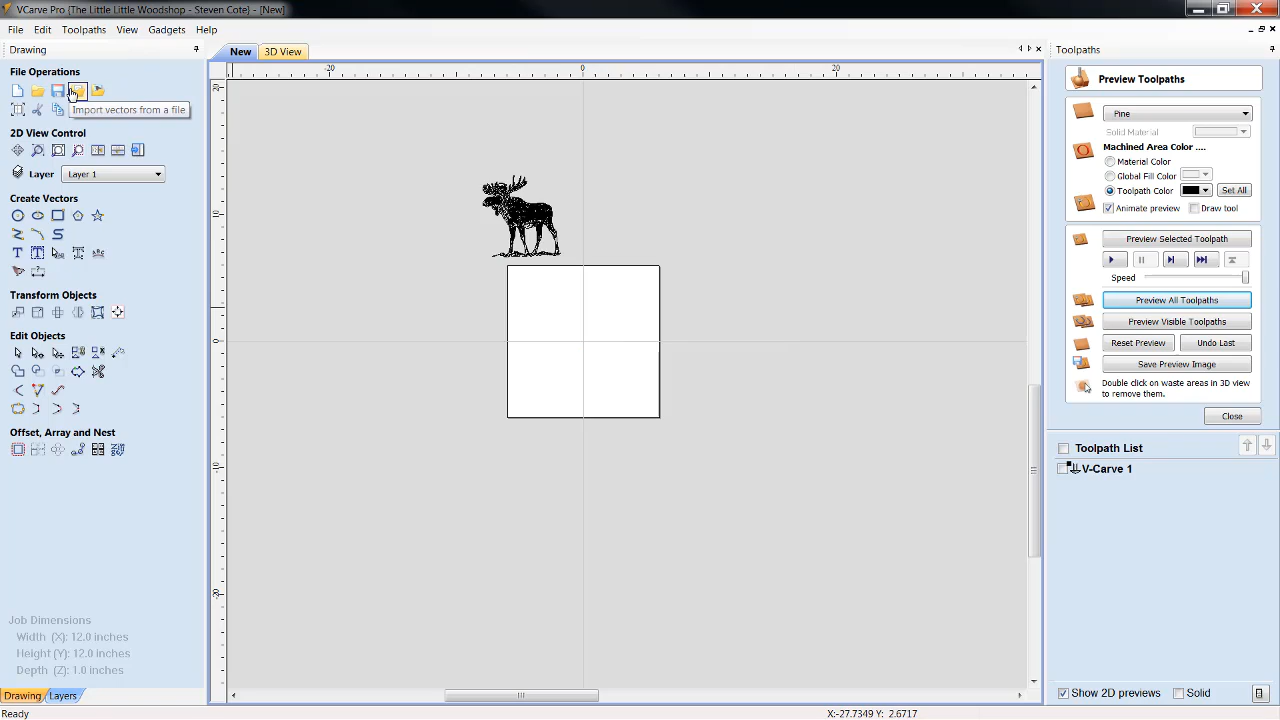 VCarve Pro {The Little Little Woodshop - Steven Cote} - [New]
File Edit Toolpaths View Gadgets Help
Drawing
File Operations
Import vectors from a file
2D View Control
Layer Layer 1
Create Vectors
Transform Objects
Edit Objects
Offset, Array and Nest
Job Dimensions
Width (X): 12.0 inches
Height (Y): 12.0 inches
Depth (Z): 1.0 inches
Drawing Layers
Ready
New 3D View
-20 0 20
20
10
0
-10
-20
X:-27.7349 Y: 2.6717
Toolpaths
Preview Toolpaths
Pine
Solid Material
Machined Area Color ....
Material Color
Global Fill Color
Toolpath Color Set All
Animate preview Draw tool
Preview Selected Toolpath
Speed
Preview All Toolpaths
Preview Visible Toolpaths
Reset Preview Undo Last
Save Preview Image
Double click on waste areas in 3D view
to remove them.
Close
Toolpath List
V-Carve 1
Show 2D previews Solid